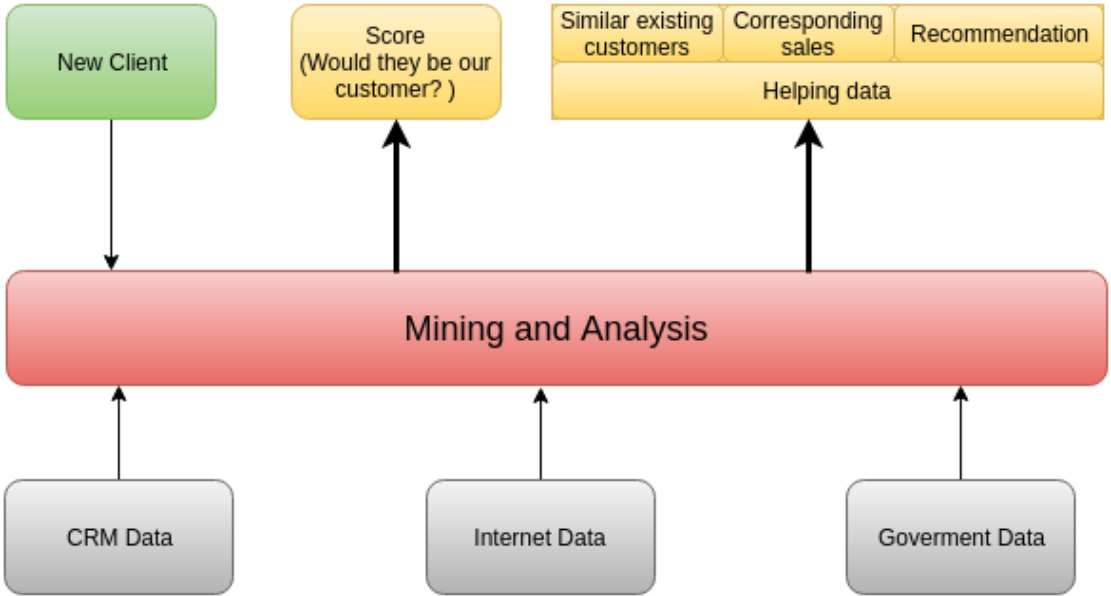 New Client
Score
(Would they be our
customer? )
Similar existing
customers
Corresponding
sales
Recommendation
Helping data
Mining and Analysis
CRM Data
Internet Data
Goverment Data